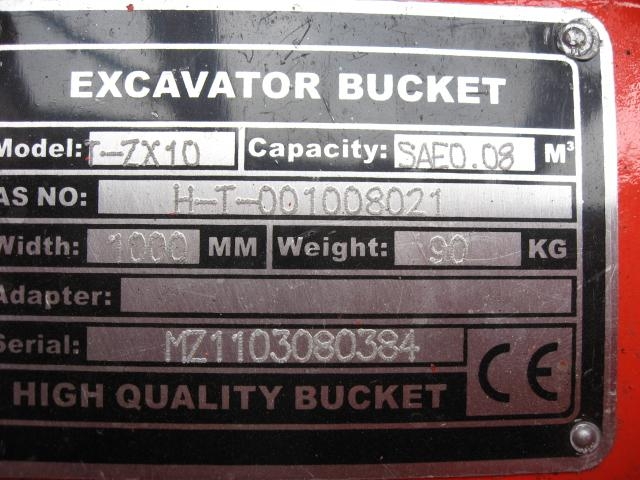 EXCAVATOR BUCKET
Model: T-ZX10 Capacity: SAE0.08 M³
AS NO: H-T-001008021
Width: 1000 MM Weight: 90 KG
Adapter:
Serial: MZ1103080384
CE
HIGH QUALITY BUCKET